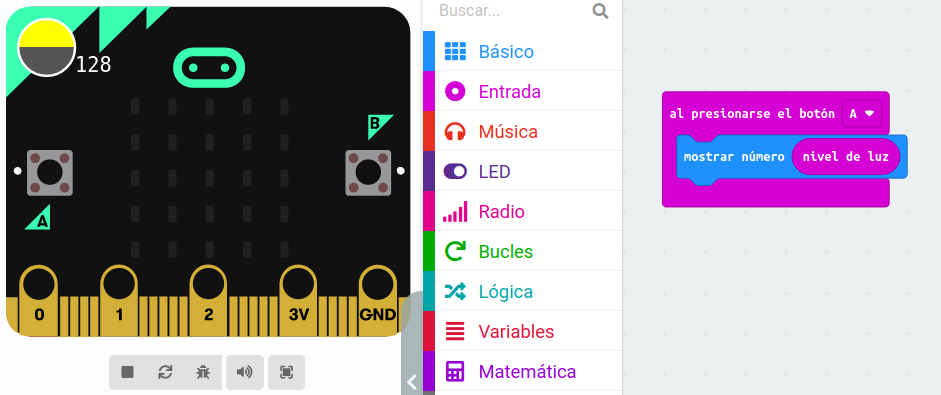 128
B
A
0 1 2 3V GND
Buscar...
Básico
Entrada
Música
LED
Radio
Bucles
Lógica
Variables
Matemática
al presionarse el botón A
mostrar número nivel de luz